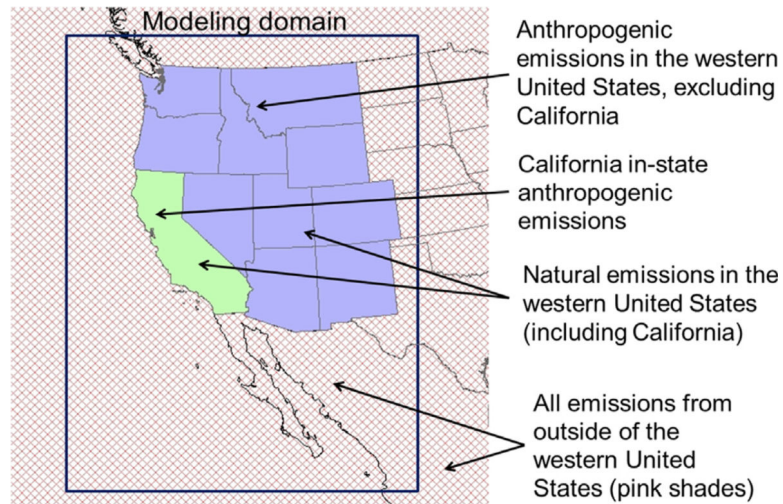 Modeling domain
Anthropogenic
emissions in the western
United States, excluding
California
California in-state
anthropogenic
emissions
Natural emissions in the
western United States
(including California)
All emissions from
outside of the
western United
States (pink shades)